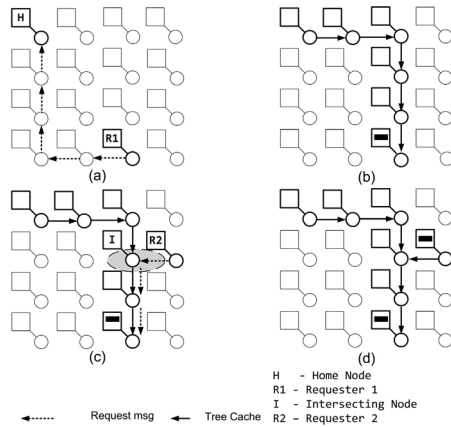 H
R1
(a)
(b)
I
R2
(c)
(d)
H - Home Node
R1 - Requester 1
I - Intersecting Node
R2 – Requester 2
Request msg
Tree Cache